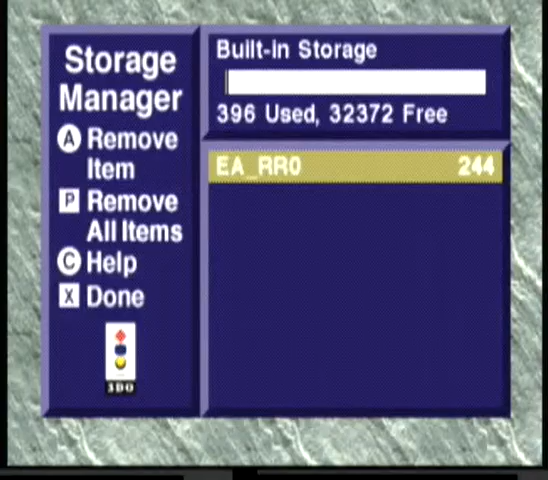 Storage
Manager
A Remove
Item
P Remove
All Items
C Help
X Done
3DO
Built-in Storage
396 Used, 32372 Free
EA_RR0 244